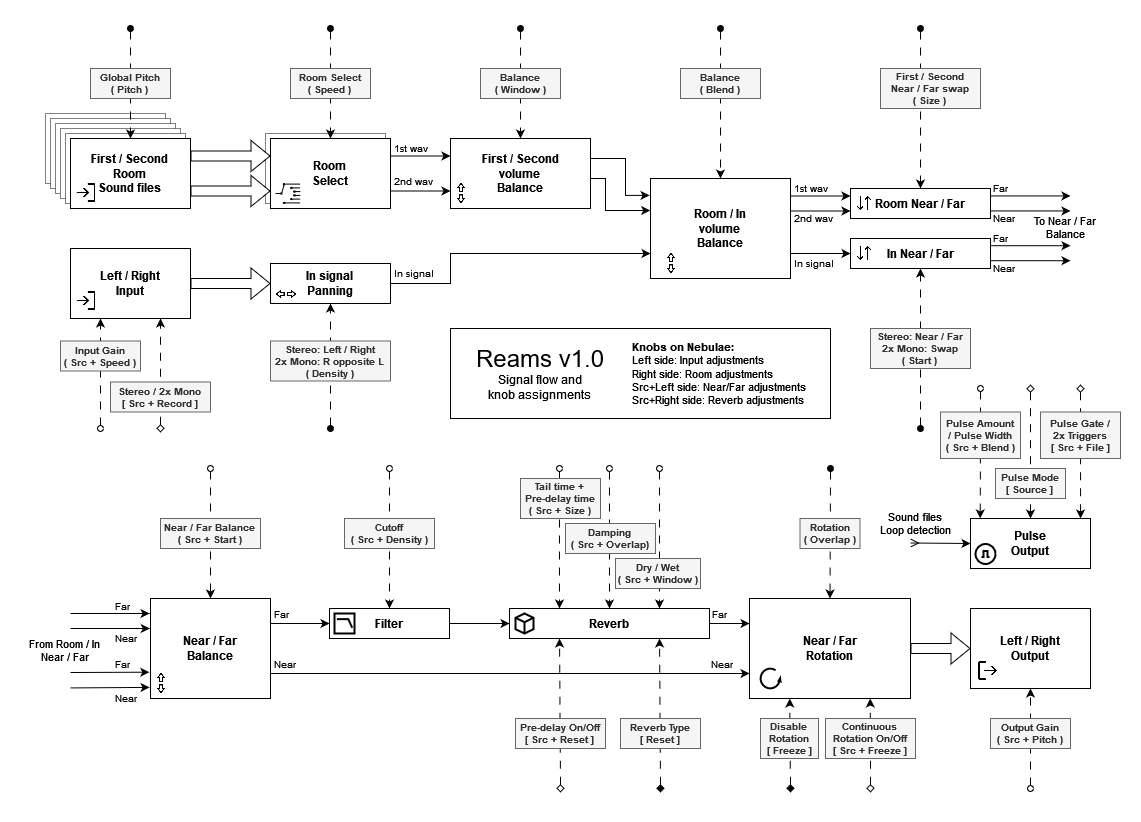 Global Pitch
( Pitch )
Room Select
( Speed )
Balance
( Window )
Balance
( Blend )
First / Second
Near / Far swap
( Size )
First / Second
Room
Sound files
Room
Select
1st wav
2nd wav
First / Second
volume
Balance
Room / In
volume
Balance
1st wav
2nd wav
In signal
Room Near / Far
Far
Near
To Near / Far
Balance
In Near / Far
Far
Near
Left / Right
Input
In signal
Panning
In signal
Input Gain
( Src + Speed )
Stereo / 2x Mono
[ Src + Record ]
Stereo: Left / Right
2x Mono: R opposite L
( Density )
Reams v1.0
Signal flow and
knob assignments
Knobs on Nebulae:
Left side: Input adjustments
Right side: Room adjustments
Src+Left side: Near/Far adjustments
Src+Right side: Reverb adjustments
Stereo: Near / Far
2x Mono: Swap
( Start )
Pulse Amount
/ Pulse Width
( Src + Blend )
Pulse Mode
[ Source ]
Pulse Gate /
2x Triggers
[ Src + File ]
Sound files
Loop detection
Pulse
Output
Near / Far Balance
( Src + Start )
Cutoff
( Src + Density )
Tail time +
Pre-delay time
( Src + Size )
Damping
( Src + Overlap)
Dry / Wet
( Src + Window )
Rotation
( Overlap )
From Room / In
Near / Far
Far
Near
Far
Near
Near / Far
Balance
Far
Near
Filter
Reverb
Far
Near
Near / Far
Rotation
Left / Right
Output
Pre-delay On/Off
[ Src + Reset ]
Reverb Type
[ Reset ]
Disable
Rotation
[ Freeze ]
Continuous
Rotation On/Off
[ Src + Freeze ]
Output Gain
( Src + Pitch )